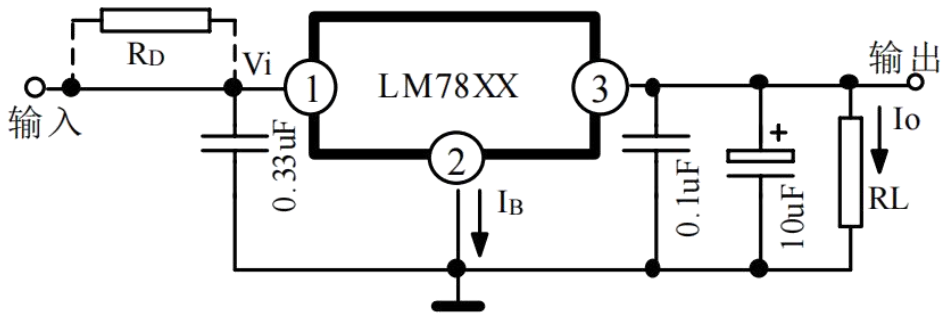 RD
Vi
1
LM78XX
3
输出
输入
0.33uF
2
IB
0.1uF
+
10uF
Io
RL